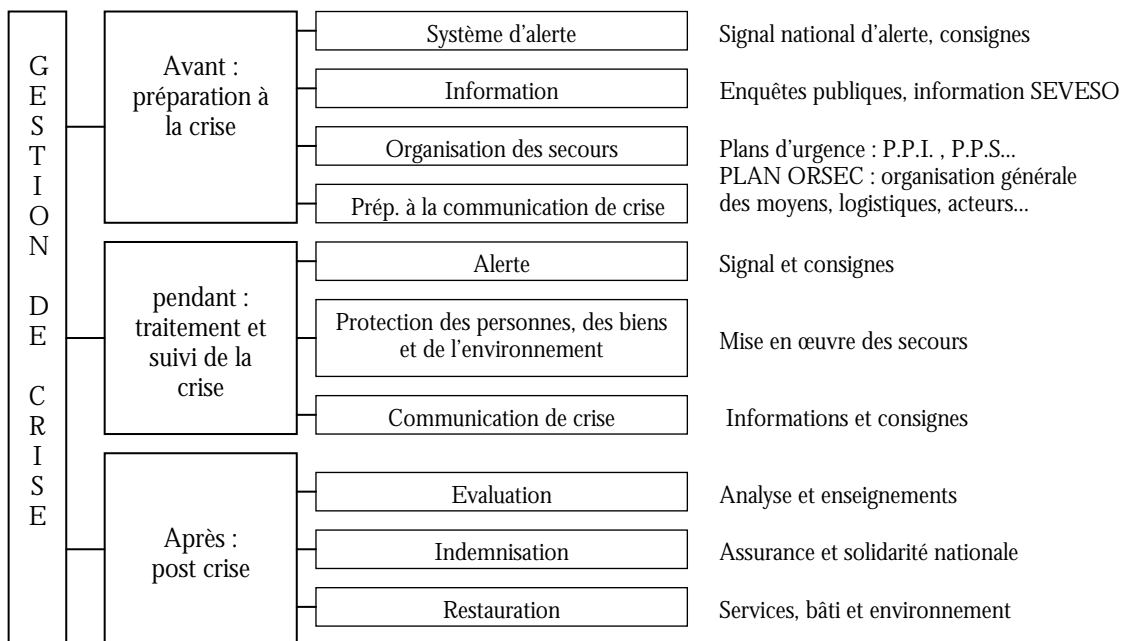 GESTION DE CRISE
Avant :
préparation à
la crise
Système d'alerte
Signal national d'alerte, consignes
Information
Enquêtes publiques, information SEVESO
Organisation des secours
Plans d'urgence : P.P.I. , P.P.S...
Prép. à la communication de crise
PLAN ORSEC : organisation générale
des moyens, logistiques, acteurs...
pendant :
traitement et
suivi de la
crise
Alerte
Signal et consignes
Protection des personnes, des biens
et de l'environnement
Mise en œuvre des secours
Communication de crise
Informations et consignes
Après :
post crise
Evaluation
Analyse et enseignements
Indemnisation
Assurance et solidarité nationale
Restauration
Services, bâti et environnement